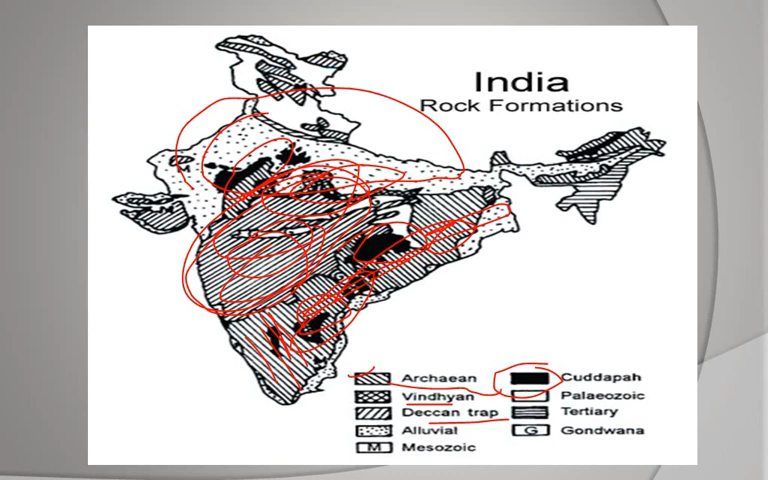 India
Rock Formations
M
G
Archaean
Cuddapah
Vindhyan
Palaeozoic
Deccan trap
Tertiary
Alluvial
G Gondwana
M Mesozoic